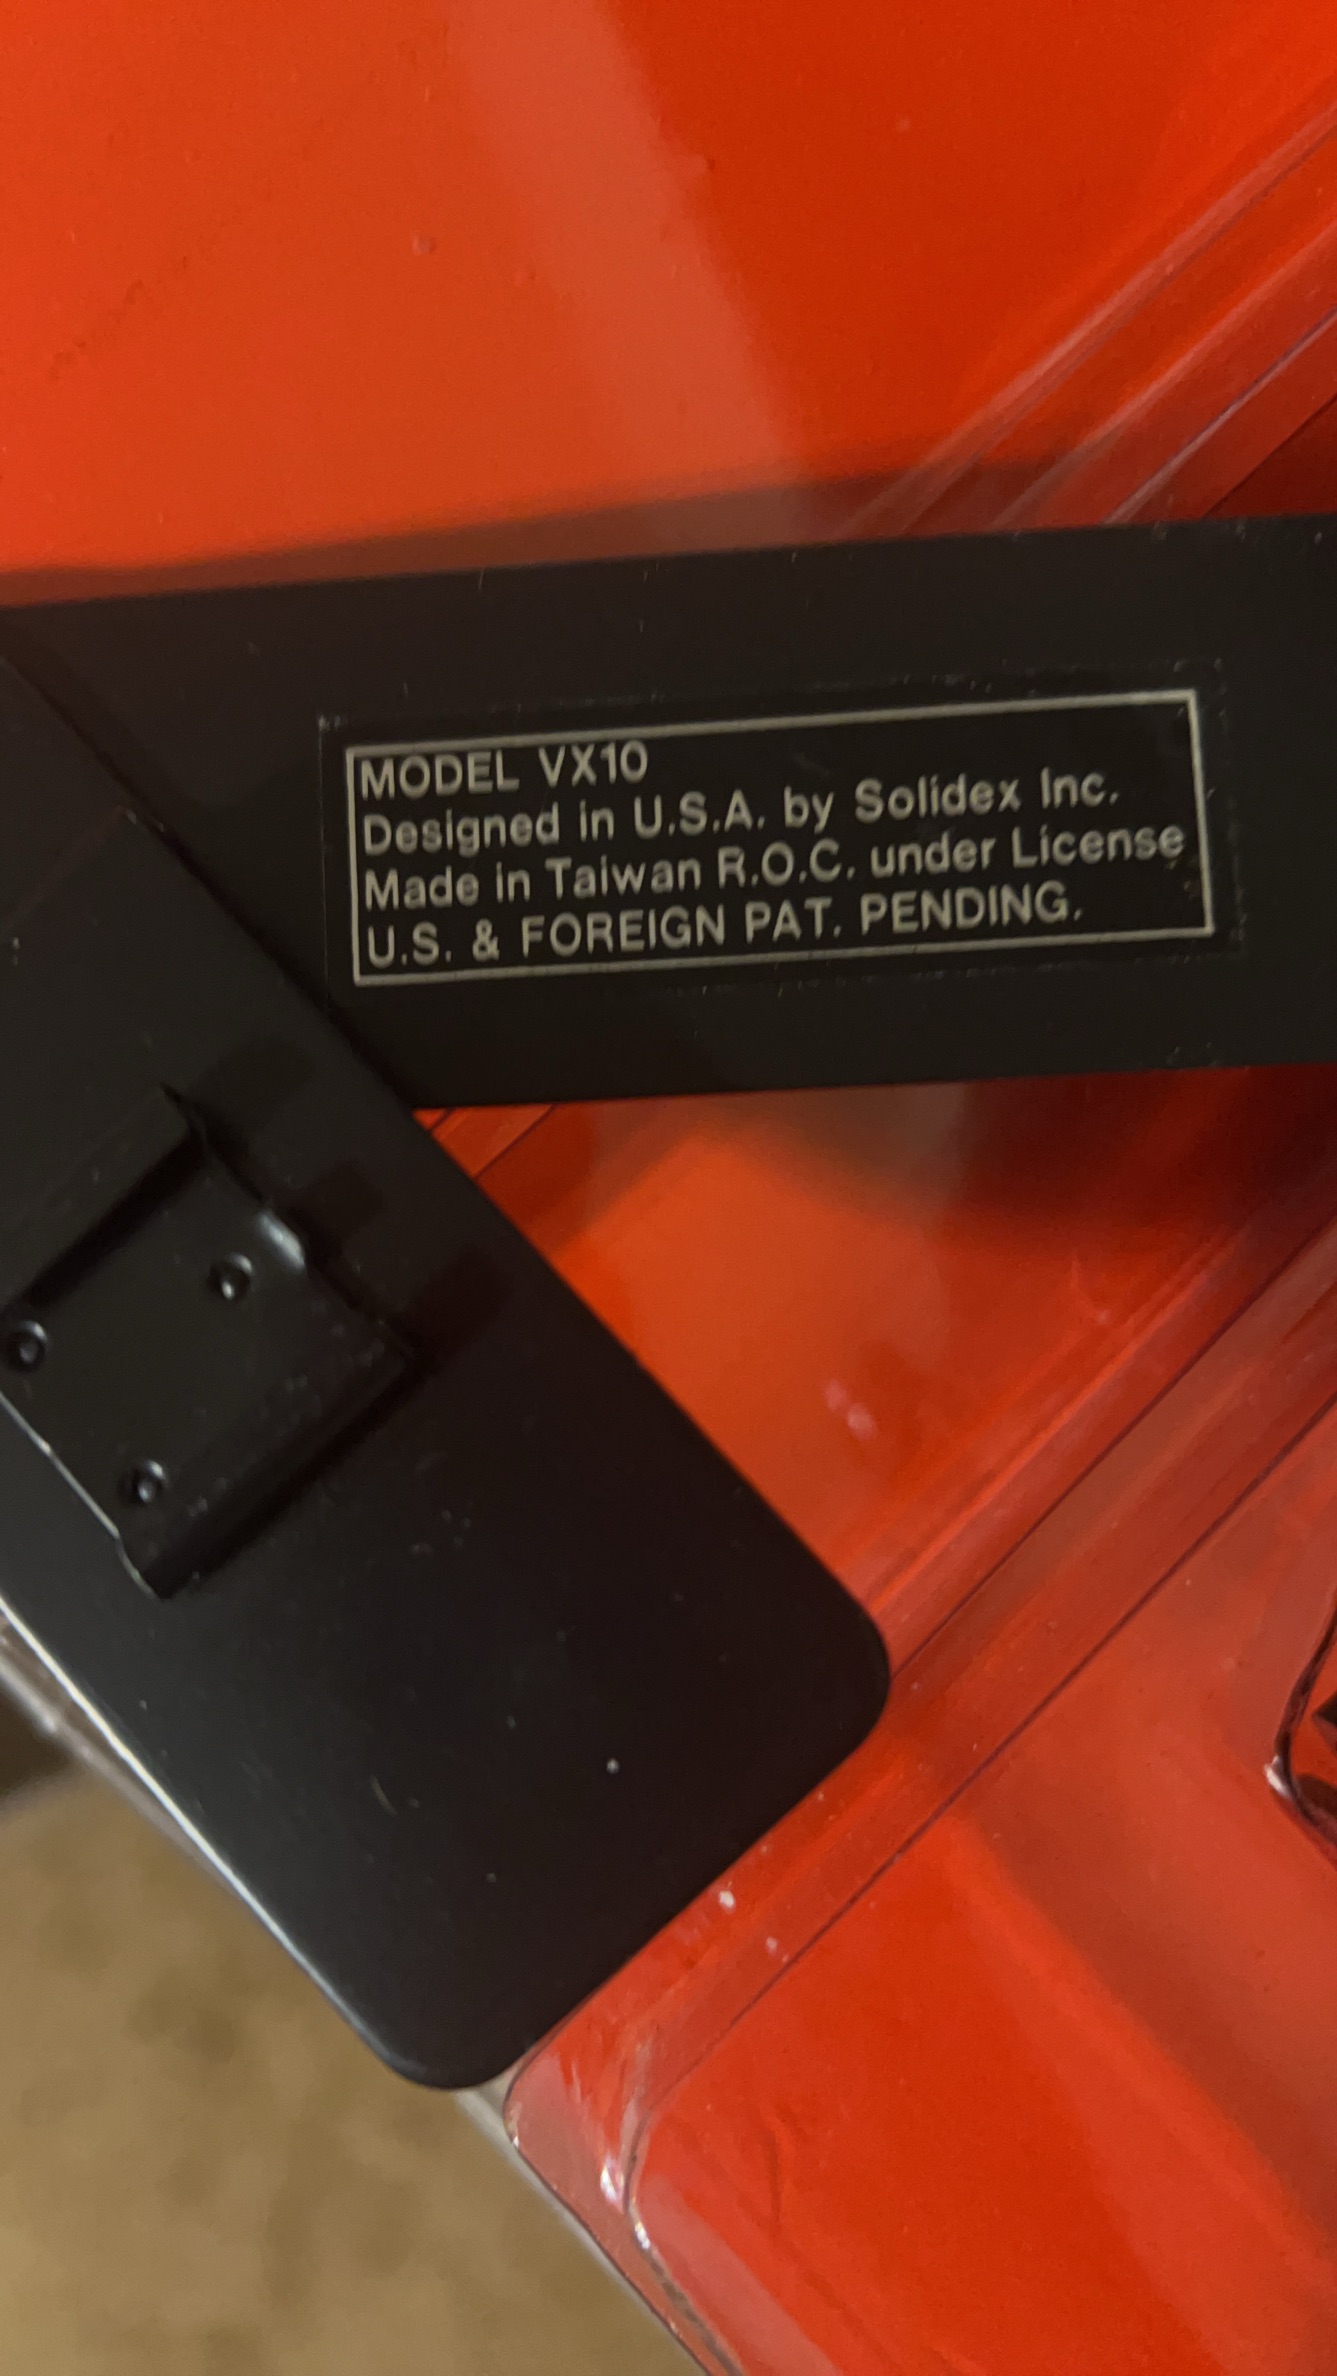 MODEL VX10
Designed in U.S.A. by Solidex Inc.
Made in Taiwan R.O.C. under License
U.S. & FOREIGN PAT. PENDING.